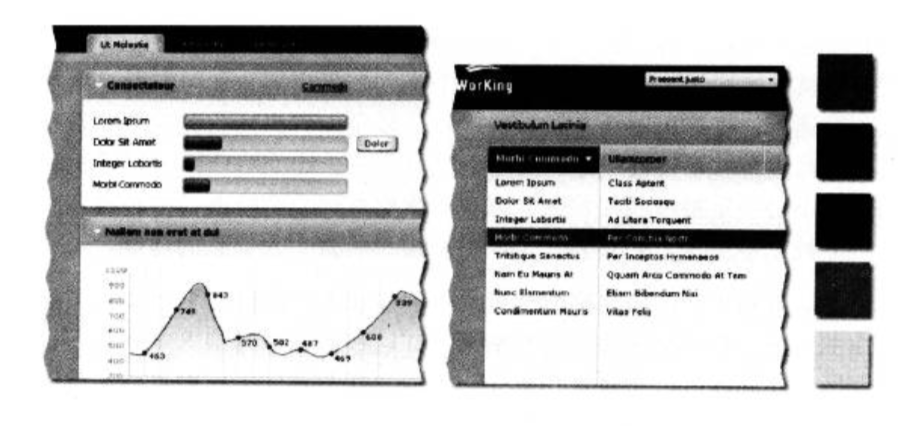 Ut Molestie
Consectetuer Commodo
Lorem Ipsum
Dolor Sit Amet Dolor
Integer Lobortis
Morbi Commodo
Nullam non erat at dui
1000
900
800
700
600
500
400
300
463
745
843
570
502
487
469
608
839
WorKing
Praesent Justo
Vestibulum Lacinia
Morbi Commodo Ullamcorper
Lorem Ipsum Class Aptent
Dolor Sit Amet Taciti Sociosqu
Integer Lobortis Ad Litora Torquent
Morbi Commodo Per Conubia Nostr
Tristique Senectus Per Inceptos Hymenaeos
Nam Eu Mauris At Qquam Arcu Commodo At Tem
Nunc Elementum Etiam Bibendum Nisi
Condimentum Mauris Vitae Felis